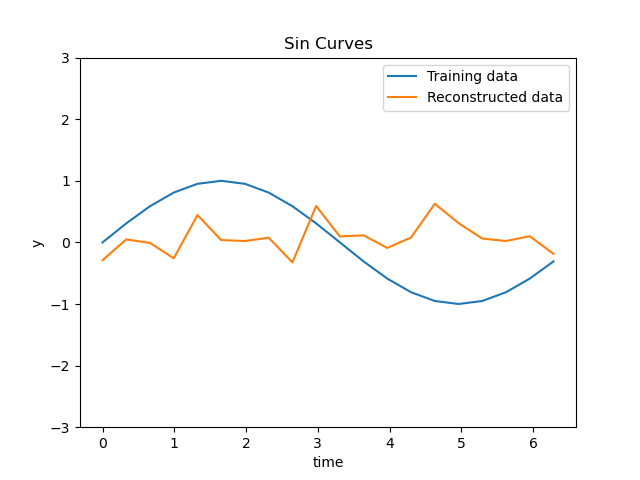 Sin Curves
Training data
Reconstructed data
3
2
1
0
−1
−2
−3
y
0 1 2 3 4 5 6
time